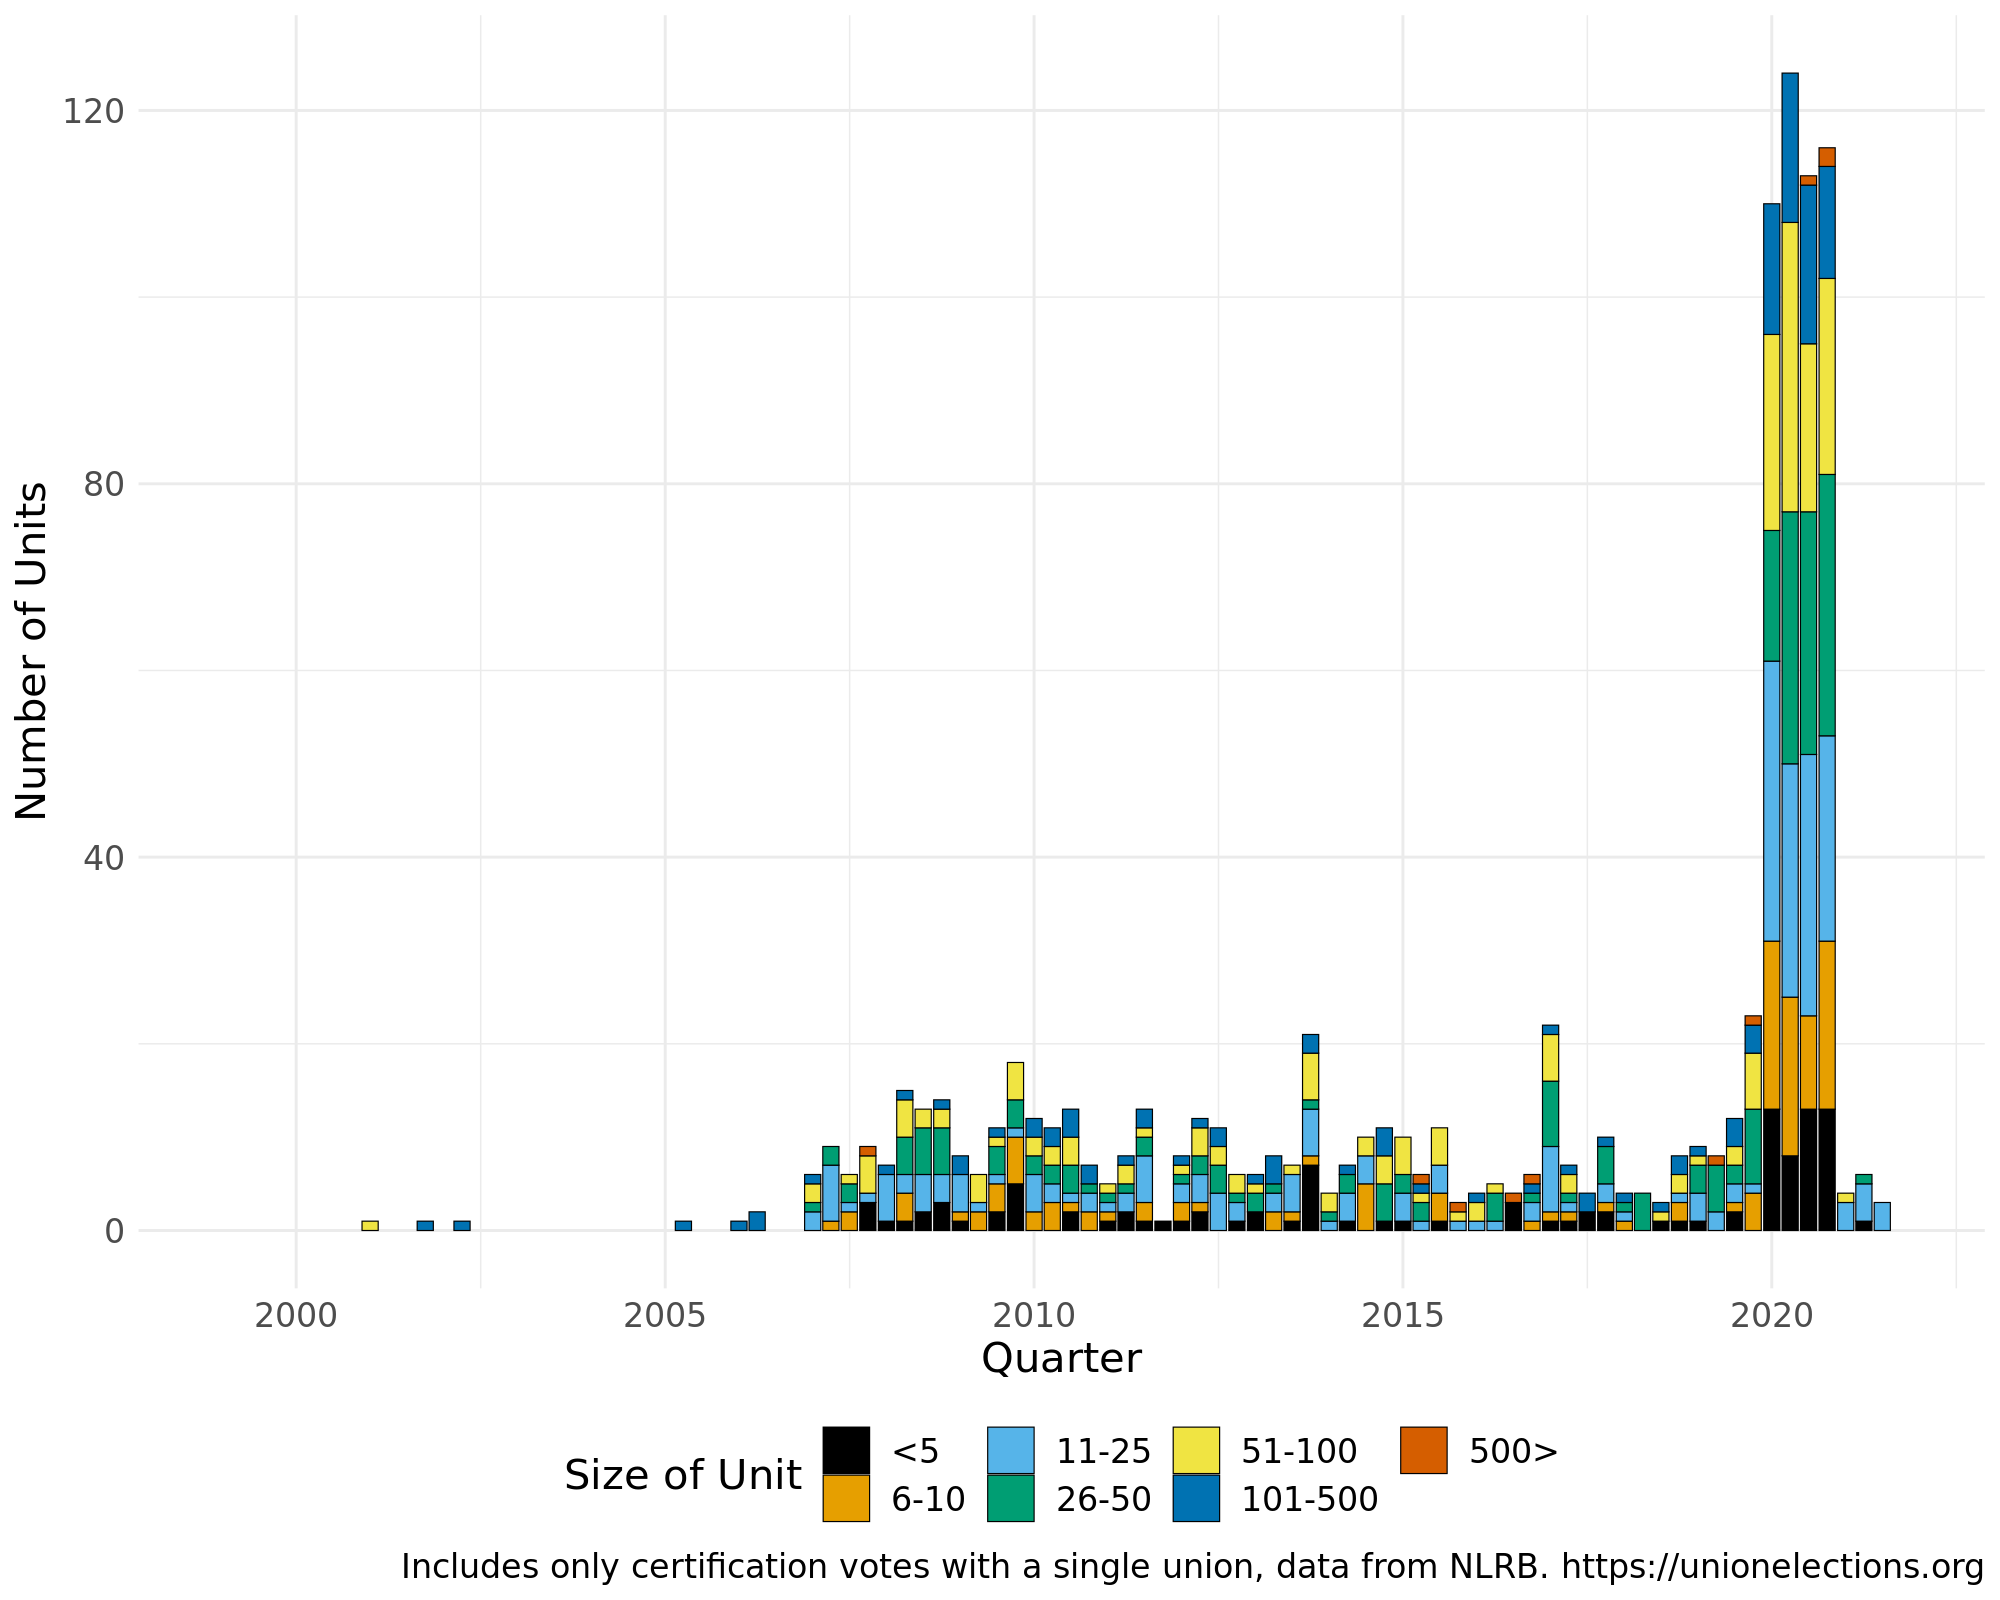 120
80
40
0
Number of Units
2000 2005 2010 2015 2020
Quarter
Size of Unit
<5 11-25 51-100 500>
6-10 26-50 101-500
Includes only certification votes with a single union, data from NLRB. https://unionelections.org